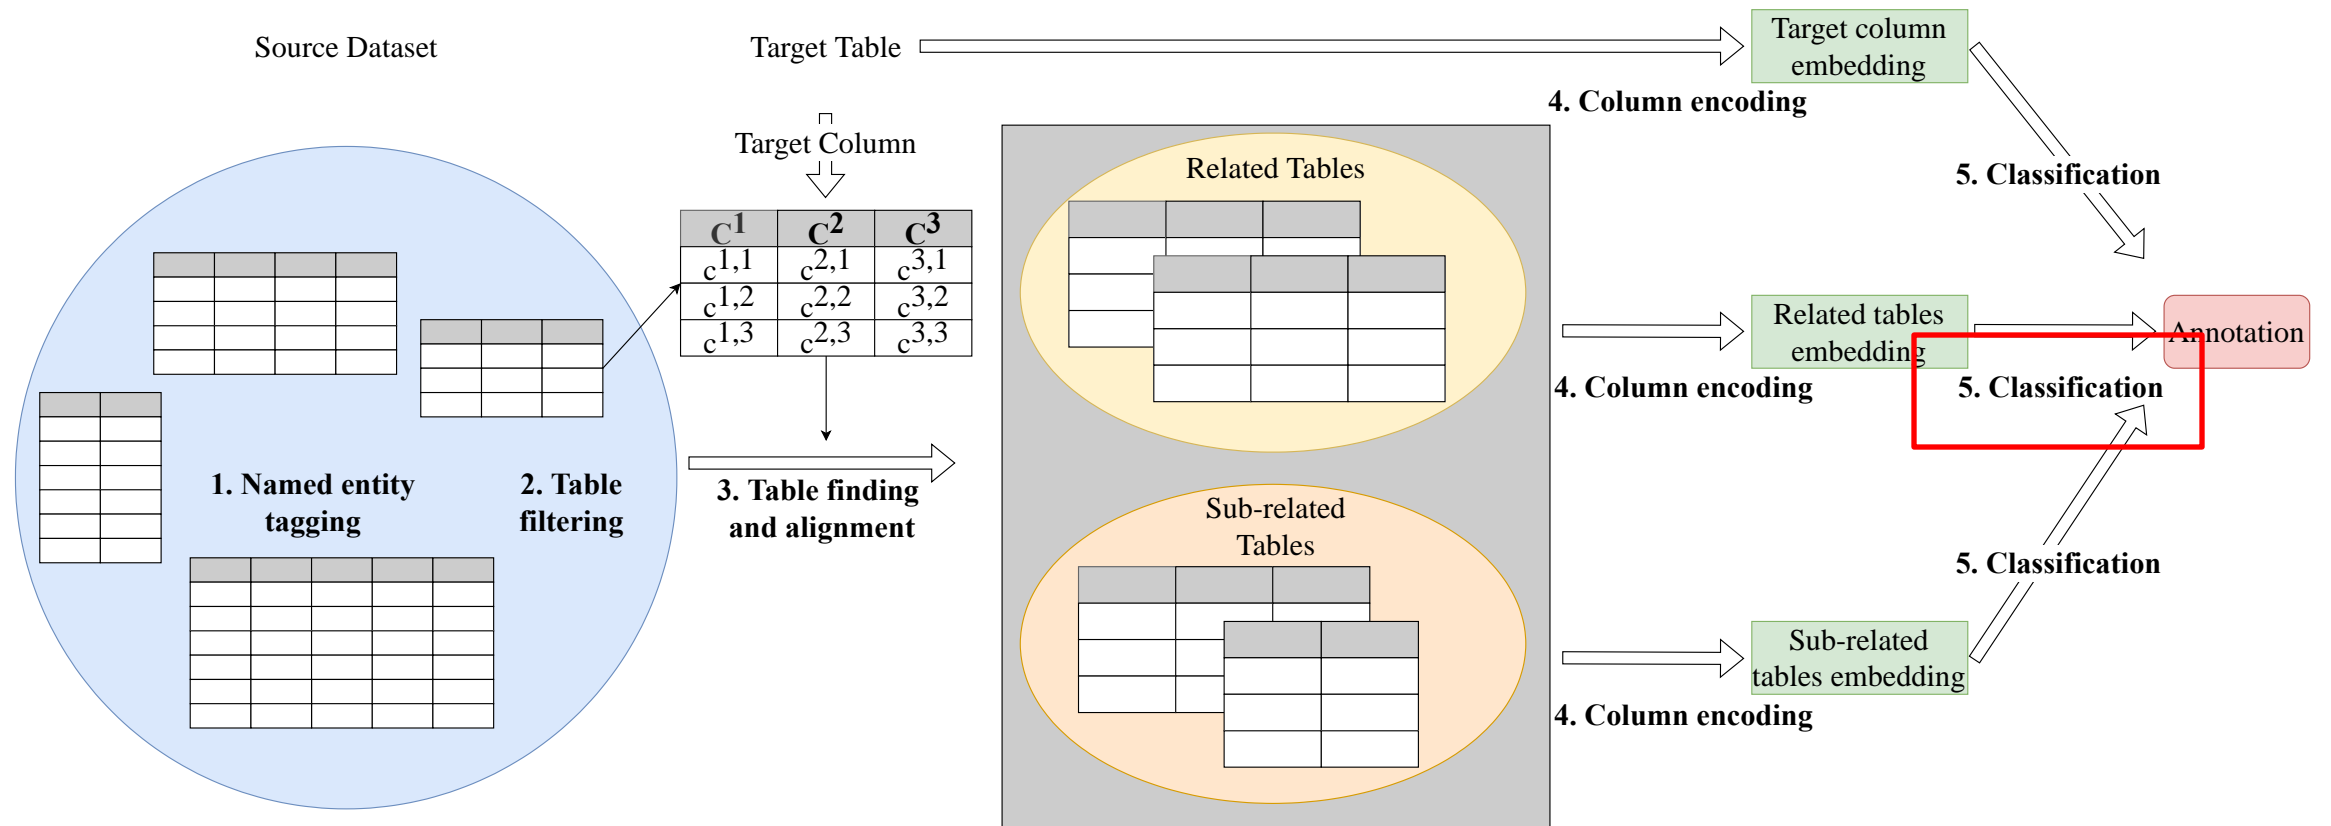 Source Dataset
Target Table
Target column
embedding
4. Column encoding
Target Column
5. Classification
C1 C2 C3
c1,1 c2,1 c3,1
c1,2 c2,2 c3,2
c1,3 c2,3 c3,3
Related Tables
Related tables
embedding
Annotation
4. Column encoding
5. Classification
1. Named entity
tagging
2. Table
filtering
3. Table finding
and alignment
Sub-related
Tables
5. Classification
Sub-related
tables embedding
4. Column encoding